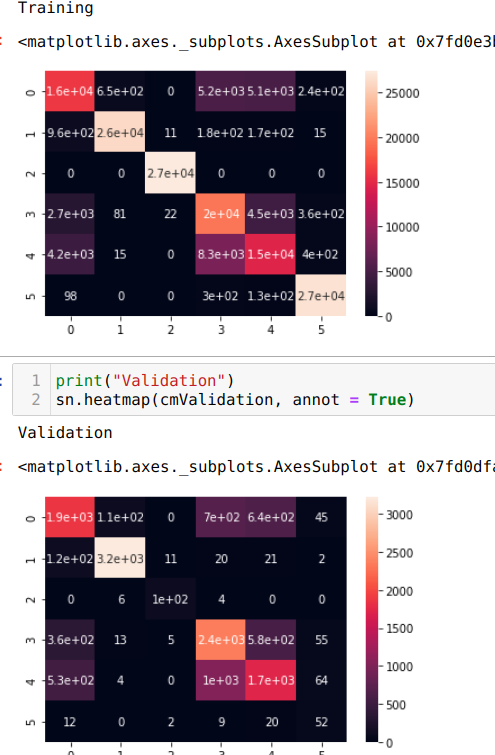 Training
<matplotlib.axes._subplots.AxesSubplot at 0x7fd0e3
0 1.6e+04 6.5e+02 0 5.2e+03 5.1e+03 2.4e+02
1 9.6e+02 2.6e+04 11 1.8e+02 1.7e+02 15
2 0 0 2.7e+04 0 0 0
3 2.7e+03 81 22 2e+04 4.5e+03 3.6e+02
4 4.2e+03 15 0 8.3e+03 1.5e+04 4e+02
5 98 0 0 3e+02 1.3e+02 2.7e+04
0 1 2 3 4 5
25000
20000
15000
10000
5000
0
1 print("Validation")
2 sn.heatmap(cmValidation, annot = True)
Validation
<matplotlib.axes._subplots.AxesSubplot at 0x7fd0df
0 1.9e+03 1.1e+02 0 7e+02 6.4e+02 45
1 1.2e+02 3.2e+03 11 20 21 2
2 0 6 1e+02 4 0 0
3 3.6e+02 13 5 2.4e+03 5.8e+02 55
4 5.3e+02 4 0 1e+03 1.7e+03 64
5 12 0 2 9 20 52
3000
2500
2000
1500
1000
500
0